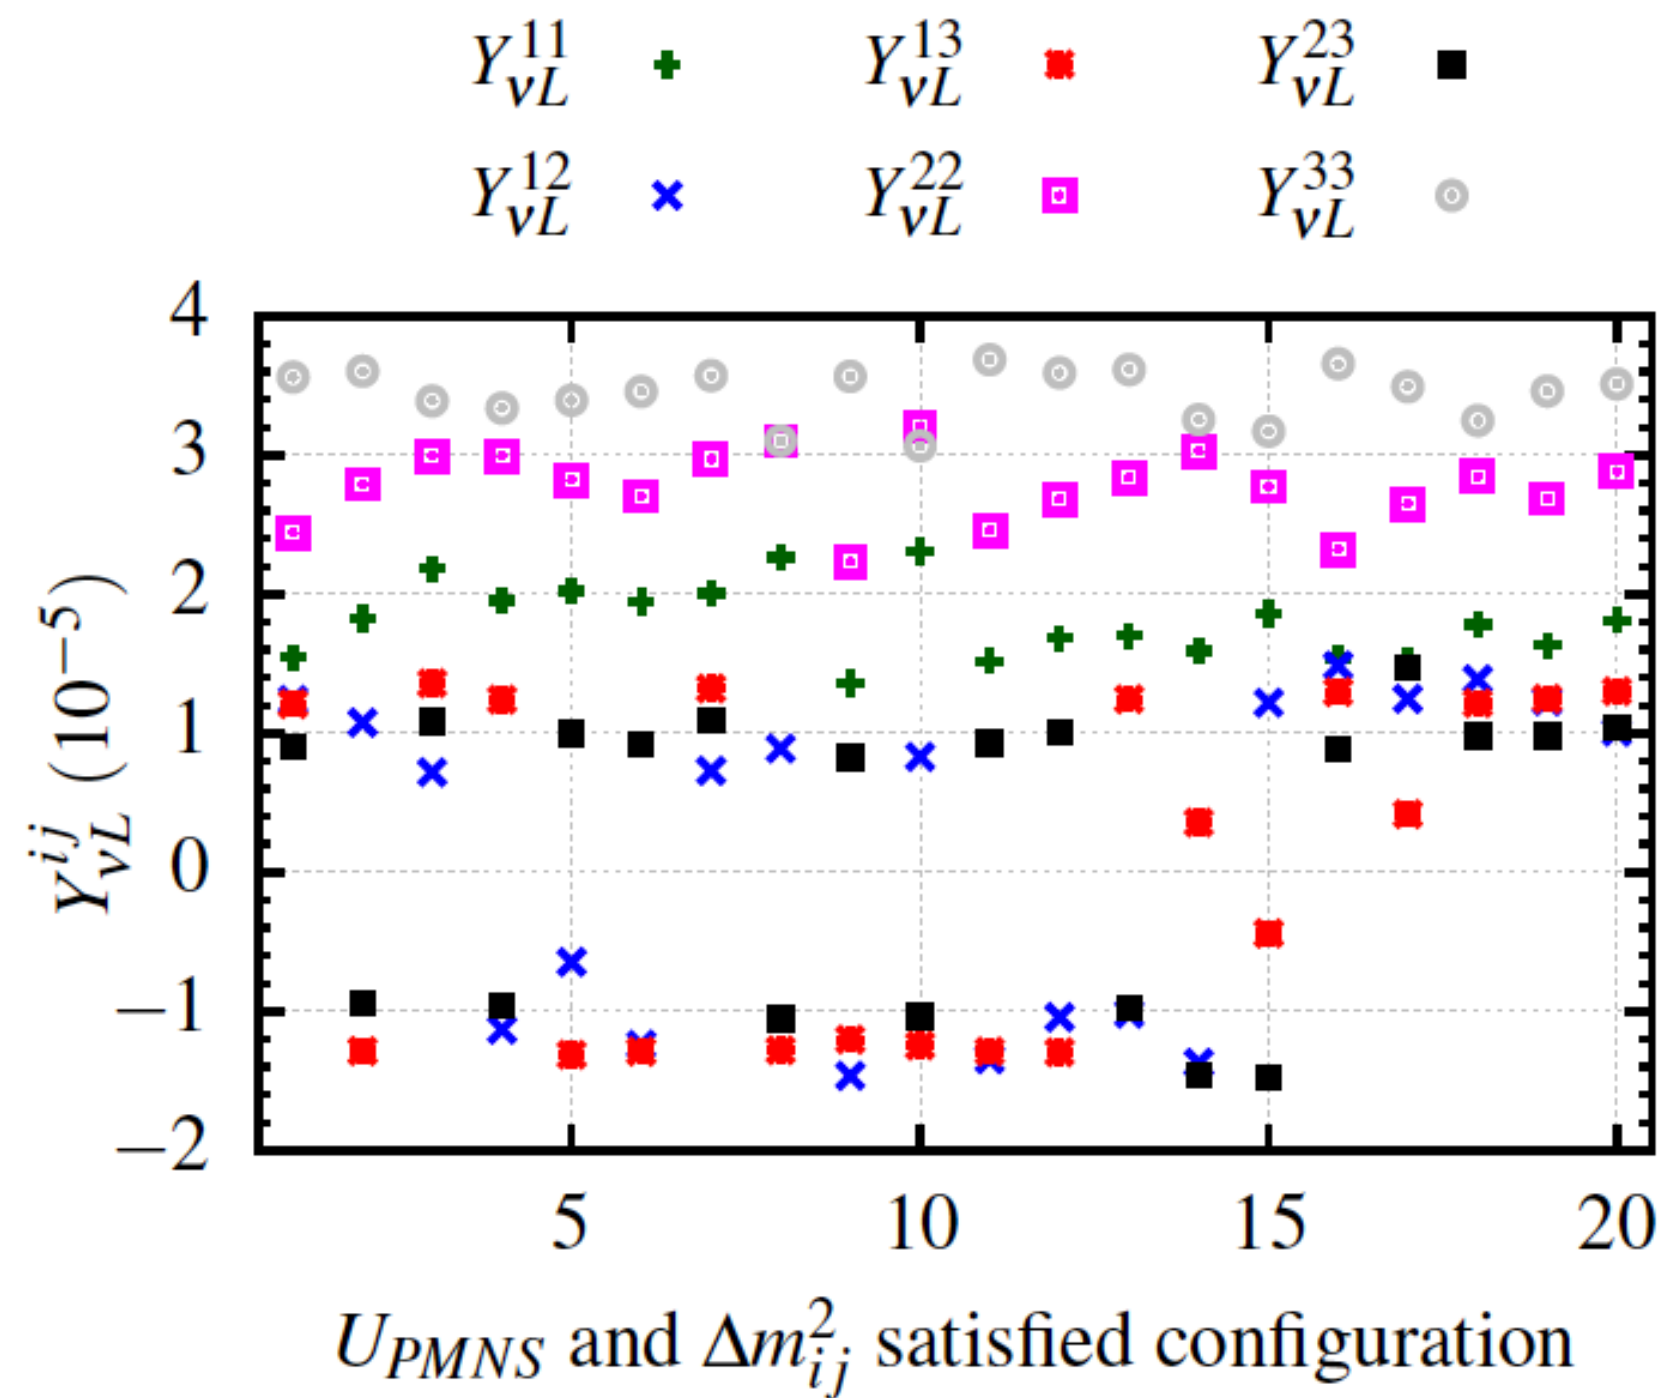 Y_{νL}^{11} Y_{νL}^{13} Y_{νL}^{23}
Y_{νL}^{12} Y_{νL}^{22} Y_{νL}^{33}
Y_{νL}^{ij} (10^{−5})
4
3
2
1
0
−1
−2
5 10 15 20
U_{PMNS} and Δm_{ij}^{2} satisfied configuration